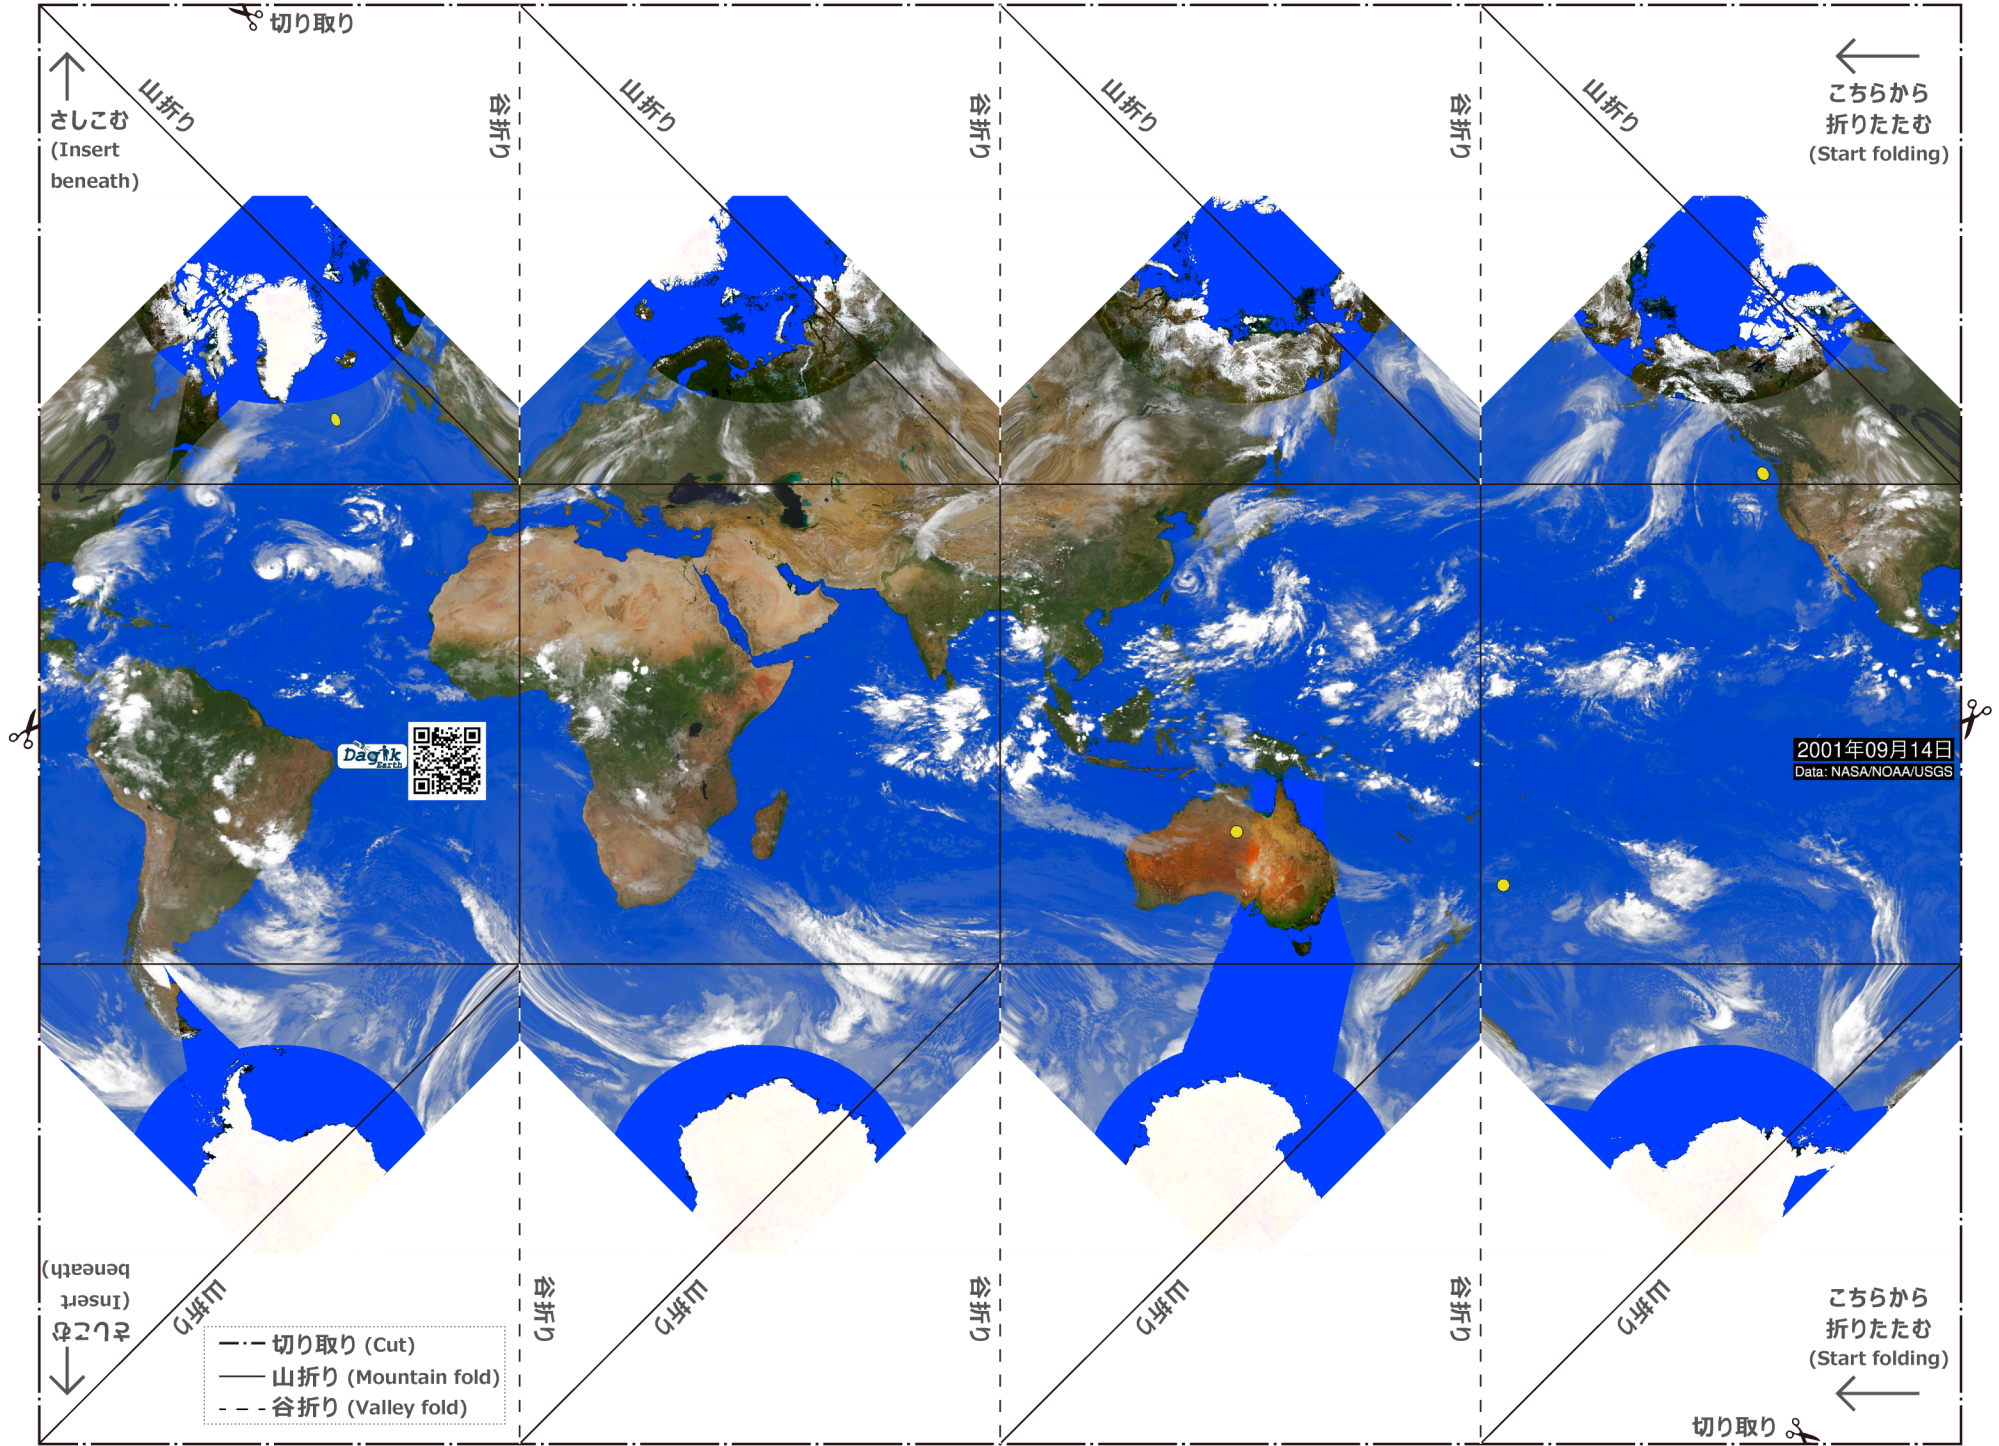 切り取り
さしこむ
(Insert
beneath)
山折り
谷折り
山折り
谷折り
山折り
谷折り
山折り
こちらから
折りたたむ
(Start folding)
Dagik
Earth
2001年09月14日
Data: NASA/NOAA/USGS
さしこむ
(Insert
beneath)
山折り
谷折り
山折り
谷折り
山折り
谷折り
山折り
こちらから
折りたたむ
(Start folding)
切り取り (Cut)
山折り (Mountain fold)
谷折り (Valley fold)
切り取り